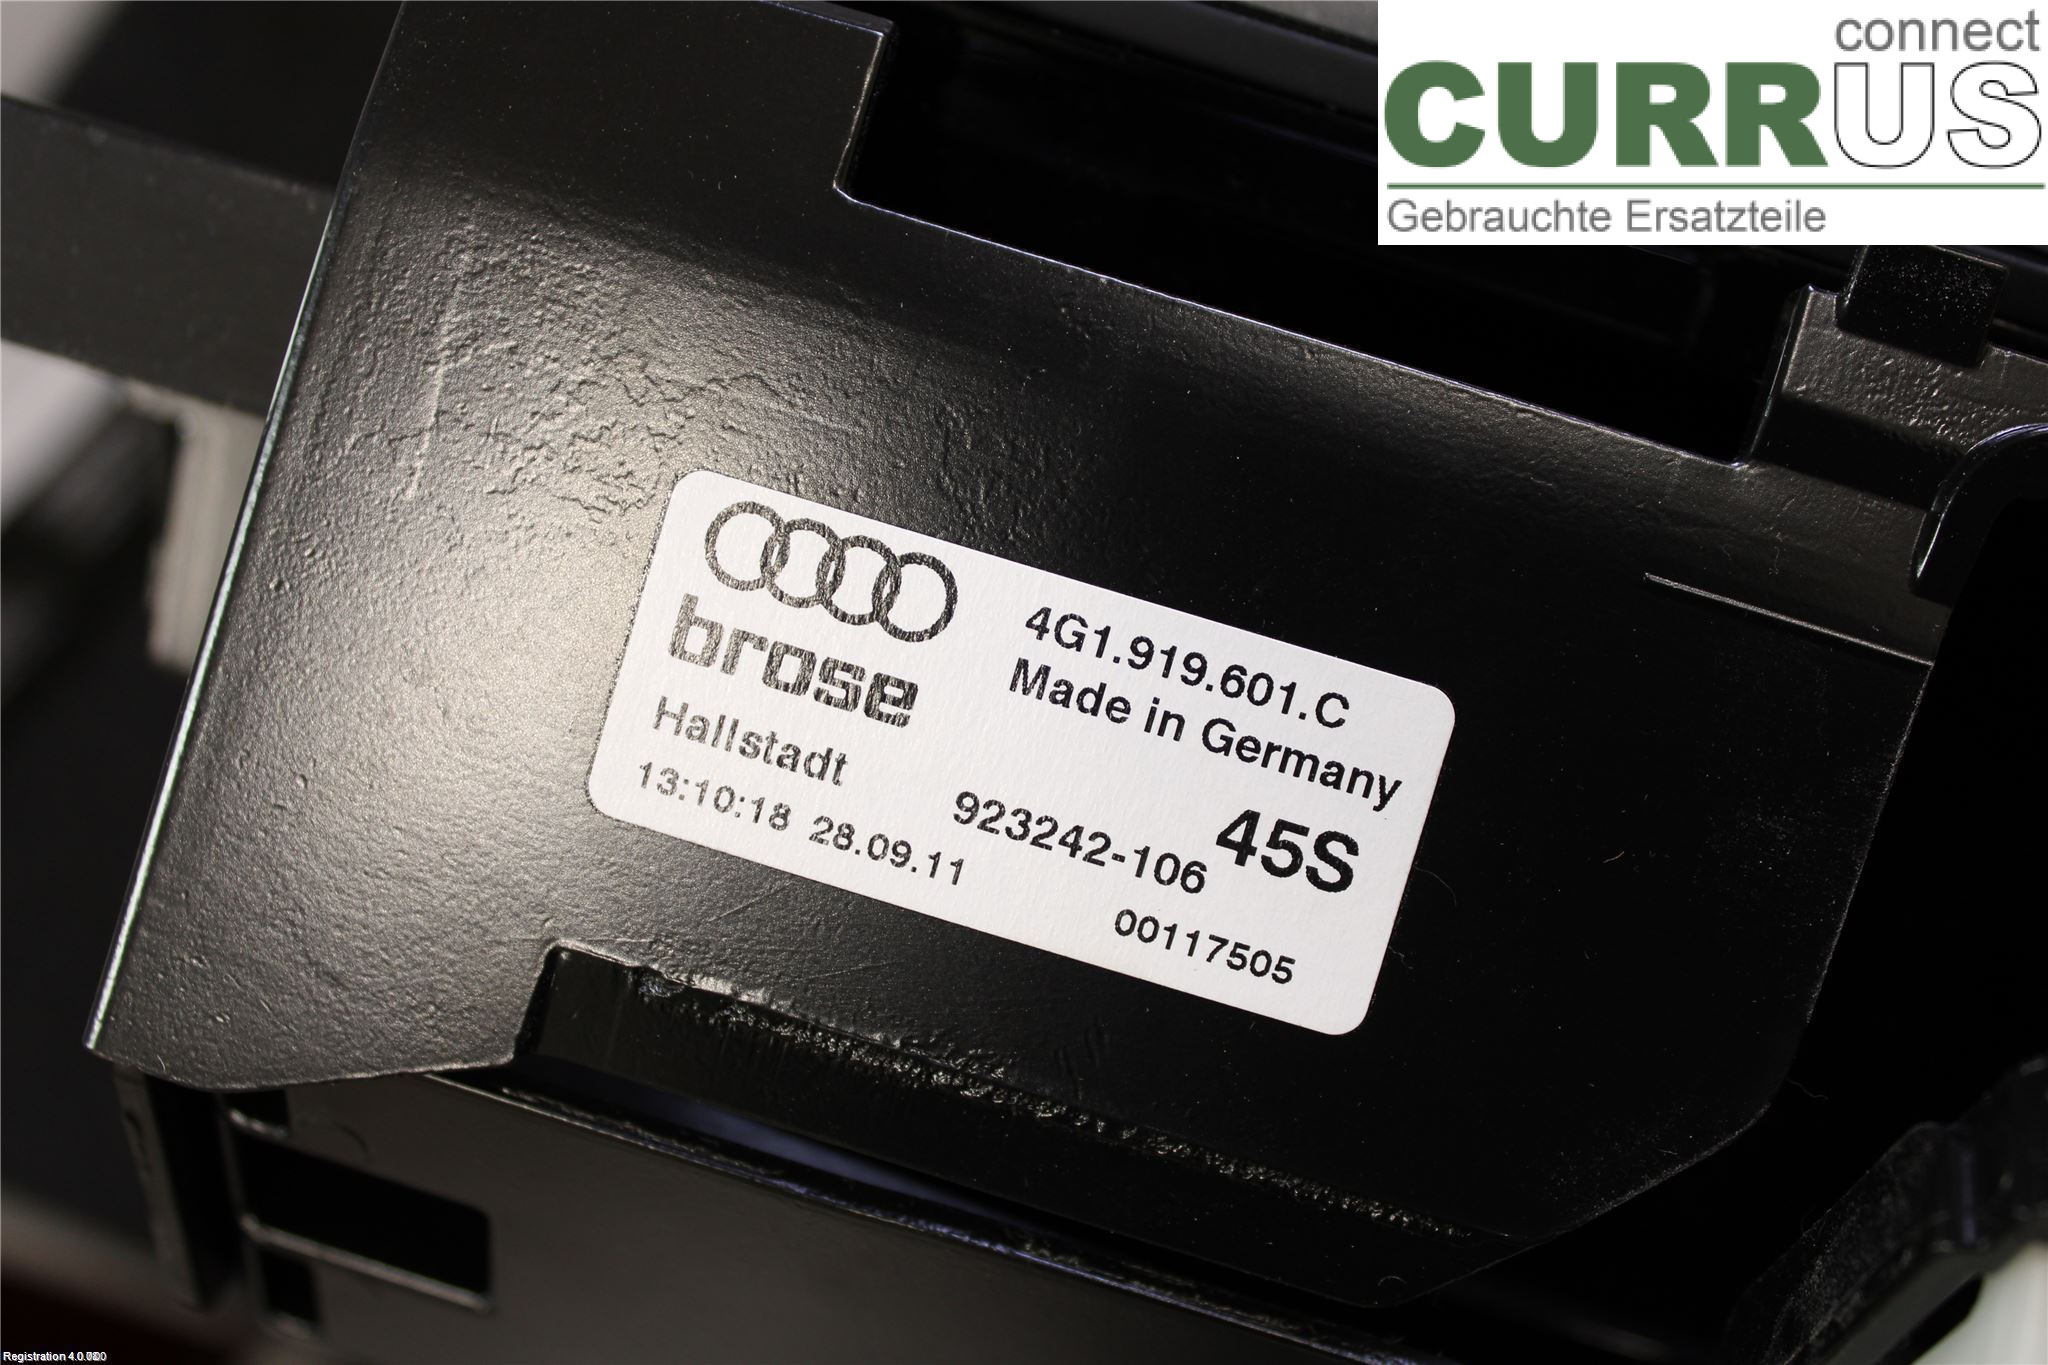 connect
CURRUS
Gebrauchte Ersatzteile
brose
Hallstadt
13:10:18 28.09.11
4G1.919.601.C
Made in Germany
923242-106
45S
00117505
Registration